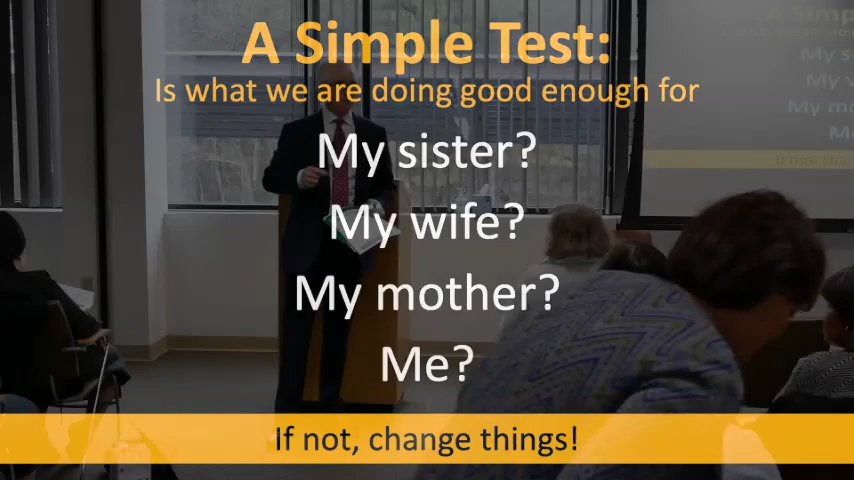 A Simple Test:
Is what we are doing good enough for
My sister?
My wife?
My mother?
Me?
If not, change things!